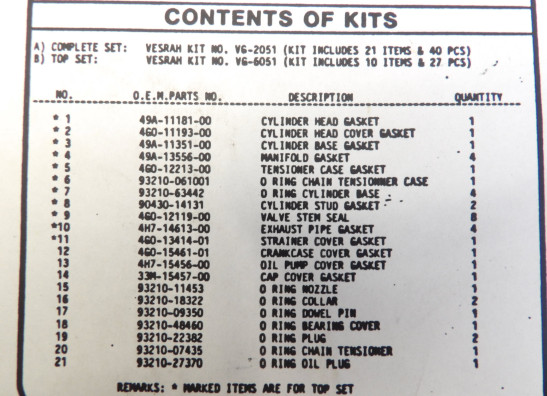 CONTENTS OF KITS
A) COMPLETE SET: VESRAH KIT NO. VG-2051 (KIT INCLUDES 21 ITEMS & 40 PCS)
B) TOP SET: VESRAH KIT NO. VG-6051 (KIT INCLUDES 10 ITEMS & 27 PCS)
NO. O.E.M.PARTS NO. DESCRIPTION QUANTITY
* 1 49A-11181-00 CYLINDER HEAD GASKET 1
* 2 4G0-11193-00 CYLINDER HEAD COVER GASKET 1
* 3 49A-11351-00 CYLINDER BASE GASKET 1
* 4 49A-13556-00 MANIFOLD GASKET 4
* 5 4G0-12213-00 TENSIONER CASE GASKET 1
* 6 93210-061001 O RING CHAIN TENSIONNER CASE 1
* 7 93210-63442 O RING CYLINDER BASE 4
* 8 90430-14131 CYLINDER STUD GASKET 2
* 9 4G0-12119-00 VALVE STEM SEAL 8
*10 4H7-14613-00 EXHAUST PIPE GASKET 4
*11 4G0-13414-01 STRAINER COVER GASKET 1
12 4G0-15461-01 CRANKCASE COVER GASKET 1
13 4H7-15456-00 OIL PUMP COVER GASKET 1
14 33M-15457-00 CAP COVER GASKET 1
15 93210-11453 O RING NOZZLE 1
16 93210-18322 O RING COLLAR 2
17 93210-09350 O RING DOWEL PIN 1
18 93210-48460 O RING BEARING COVER 1
19 93210-22382 O RING PLUG 2
20 93210-07435 O RING CHAIN TENSIONER 1
21 93210-27370 O RING OIL PLUG 1
REMARKS: * MARKED ITEMS ARE FOR TOP SET